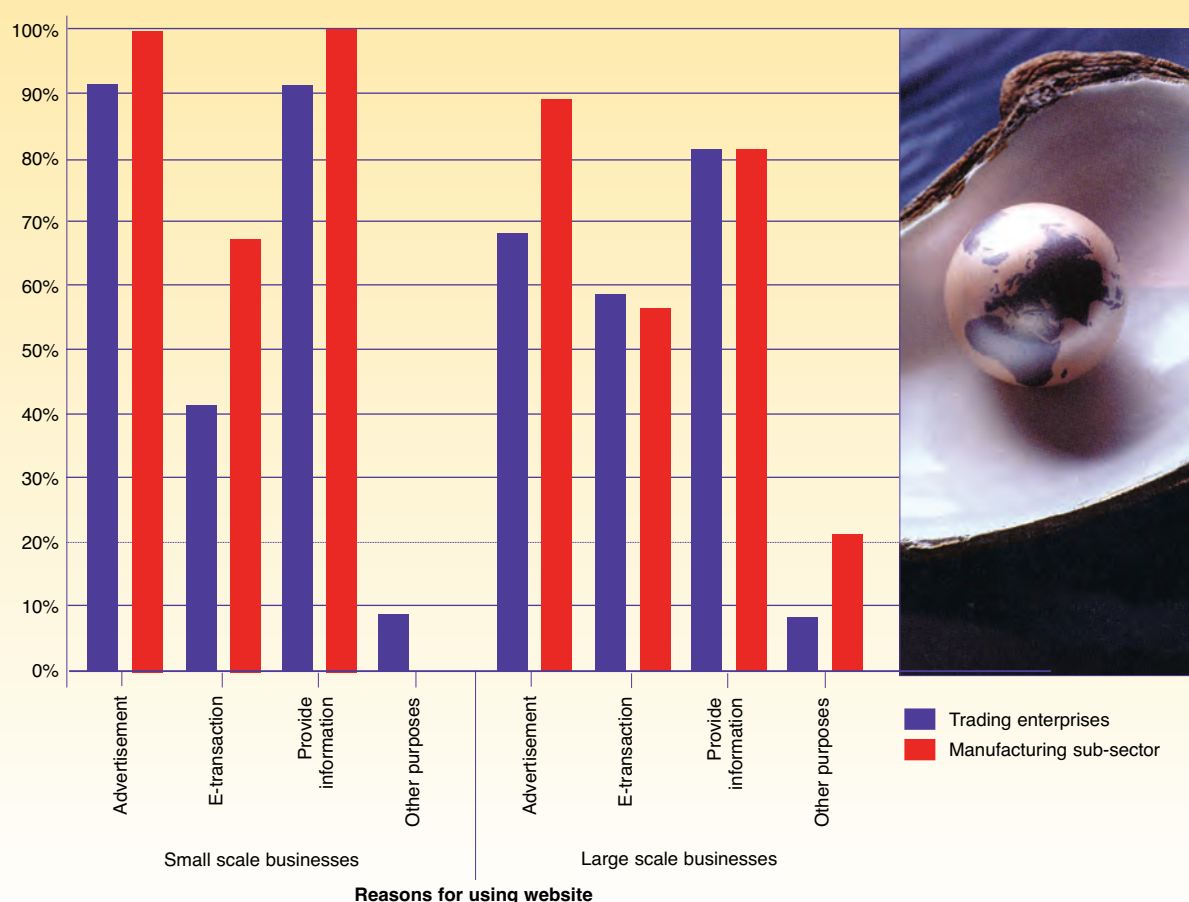 100%
90%
80%
70%
60%
50%
40%
30%
20%
10%
0%
Advertisement
E-transaction
Provide
information
Other purposes
Advertisement
E-transaction
Provide
information
Other purposes
Small scale businesses
Large scale businesses
Reasons for using website
Trading enterprises
Manufacturing sub-sector